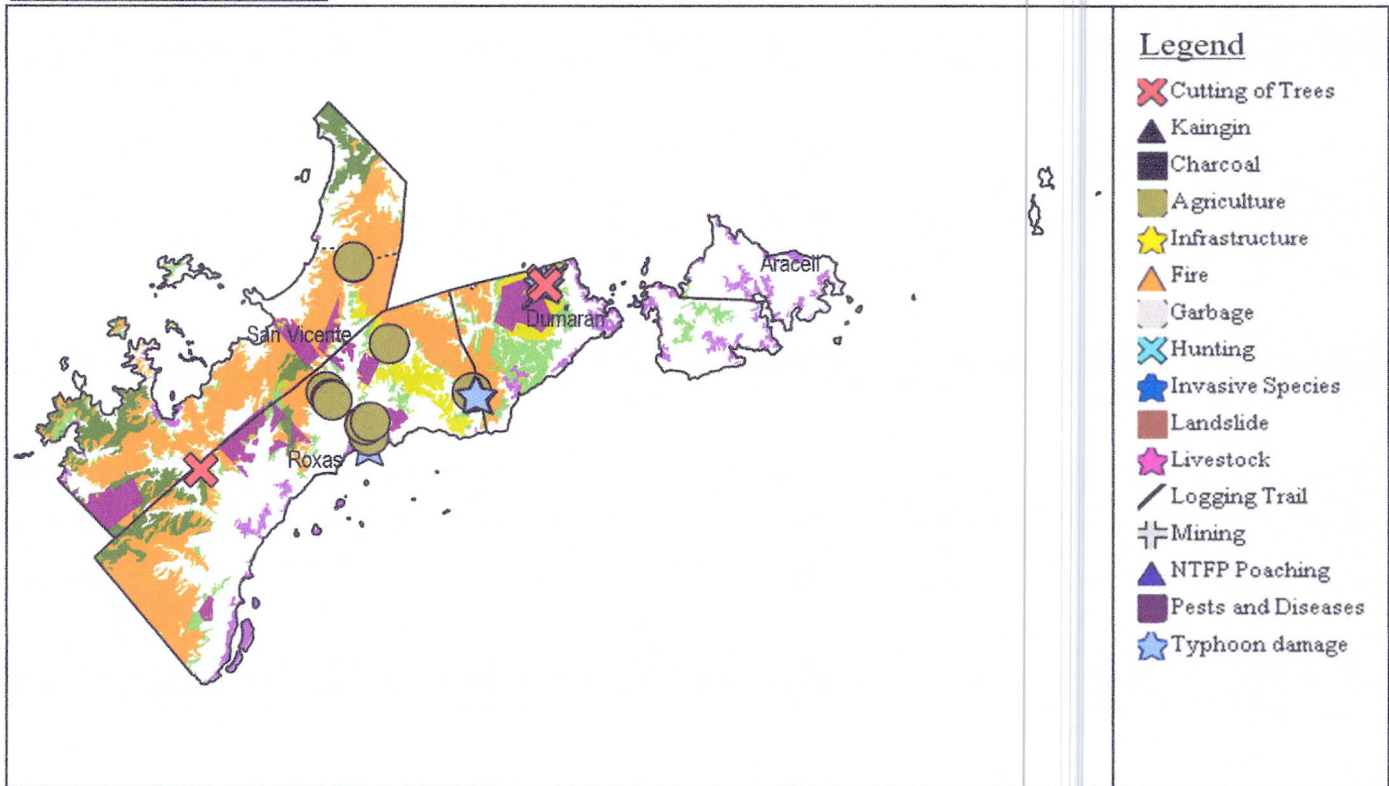 San Vicente
Roxas
Dumaran
Araceli
Legend
Cutting of Trees
Kaingin
Charcoal
Agriculture
Infrastructure
Fire
Garbage
Hunting
Invasive Species
Landslide
Livestock
Logging Trail
Mining
NTFP Poaching
Pests and Diseases
Typhoon damage